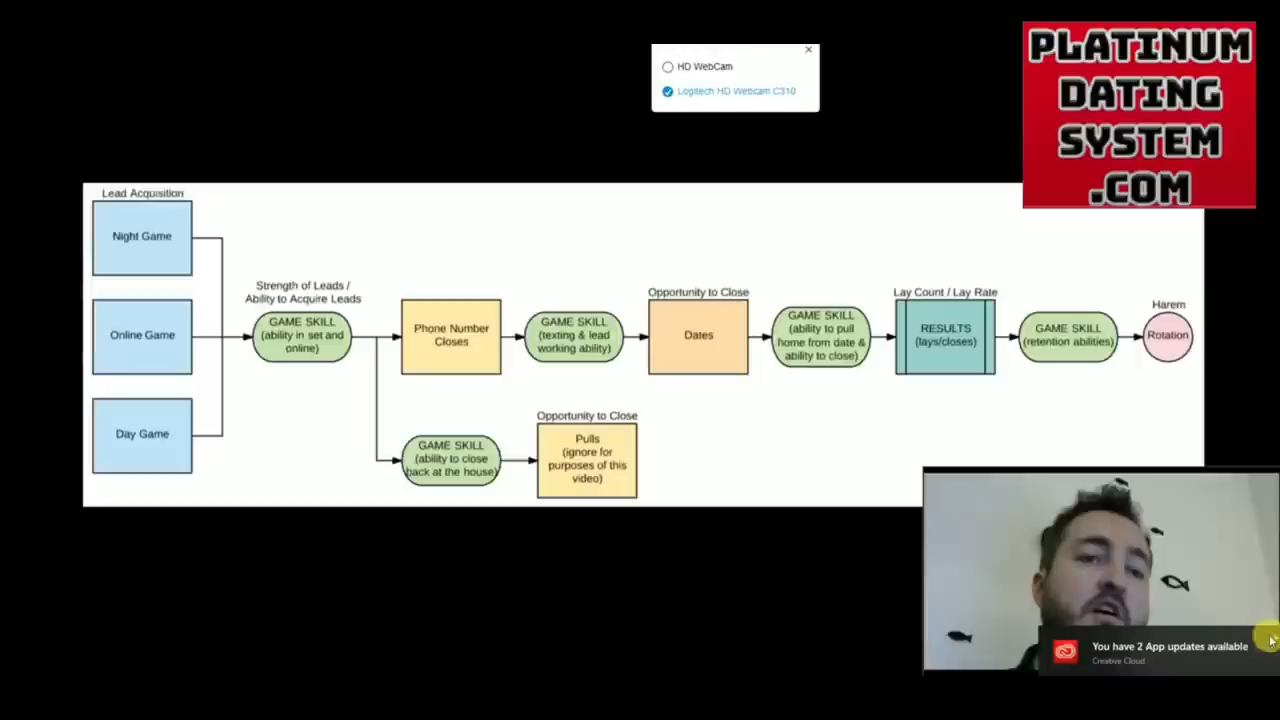 HD WebCam
Logitech HD Webcam C310
PLATINUM
DATING
SYSTEM
.COM
Lead Acquisition
Night Game
Online Game
Day Game
Strength of Leads /
Ability to Acquire Leads
GAME SKILL
(ability in set and
online)
Phone Number
Closes
GAME SKILL
(texting & lead
working ability)
Opportunity to Close
Dates
GAME SKILL
(ability to pull
home from date &
ability to close)
Lay Count / Lay Rate
RESULTS
(lays/closes)
GAME SKILL
(retention abilities)
Harem
Rotation
GAME SKILL
(ability to close
back at the house)
Opportunity to Close
Pulls
(ignore for
purposes of this
video)
You have 2 App updates available
Creative Cloud